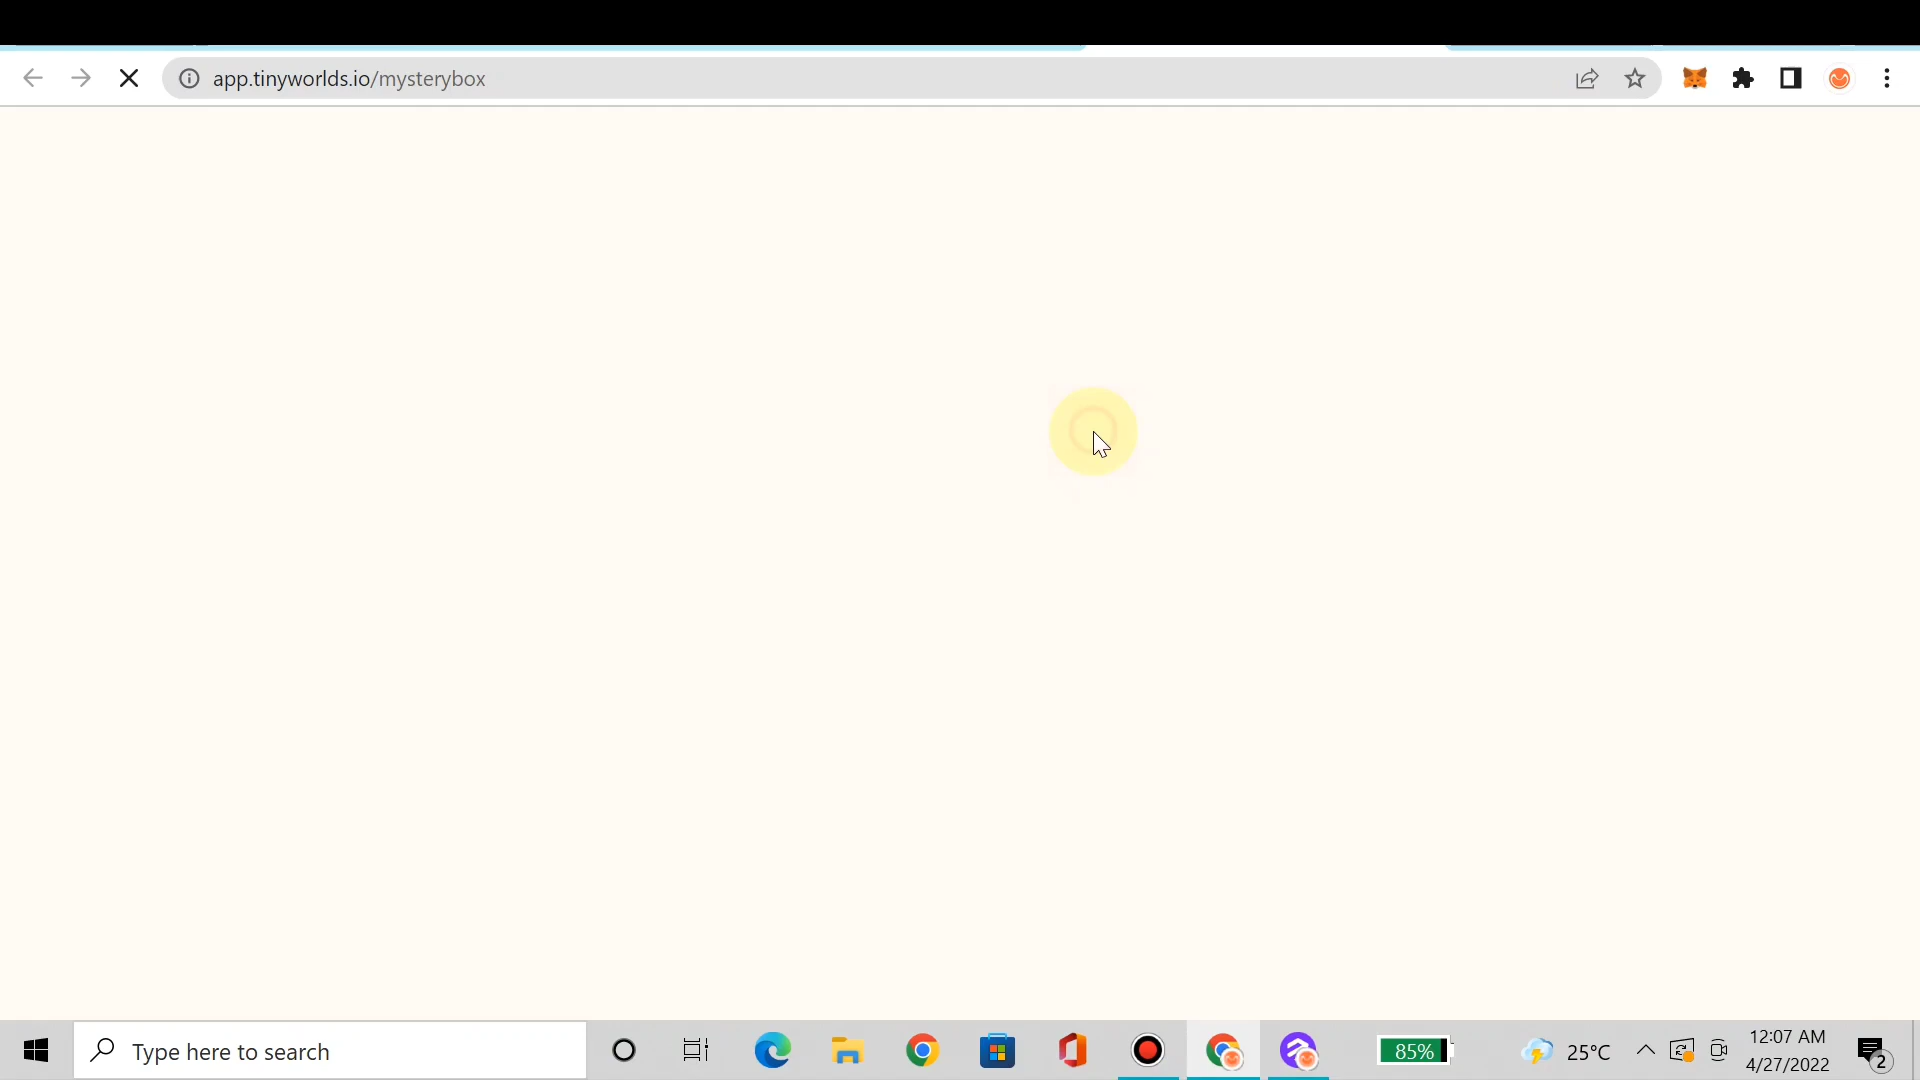 app.tinyworlds.io/mysterybox
Type here to search
85%
25°C
12:07 AM
4/27/2022
2